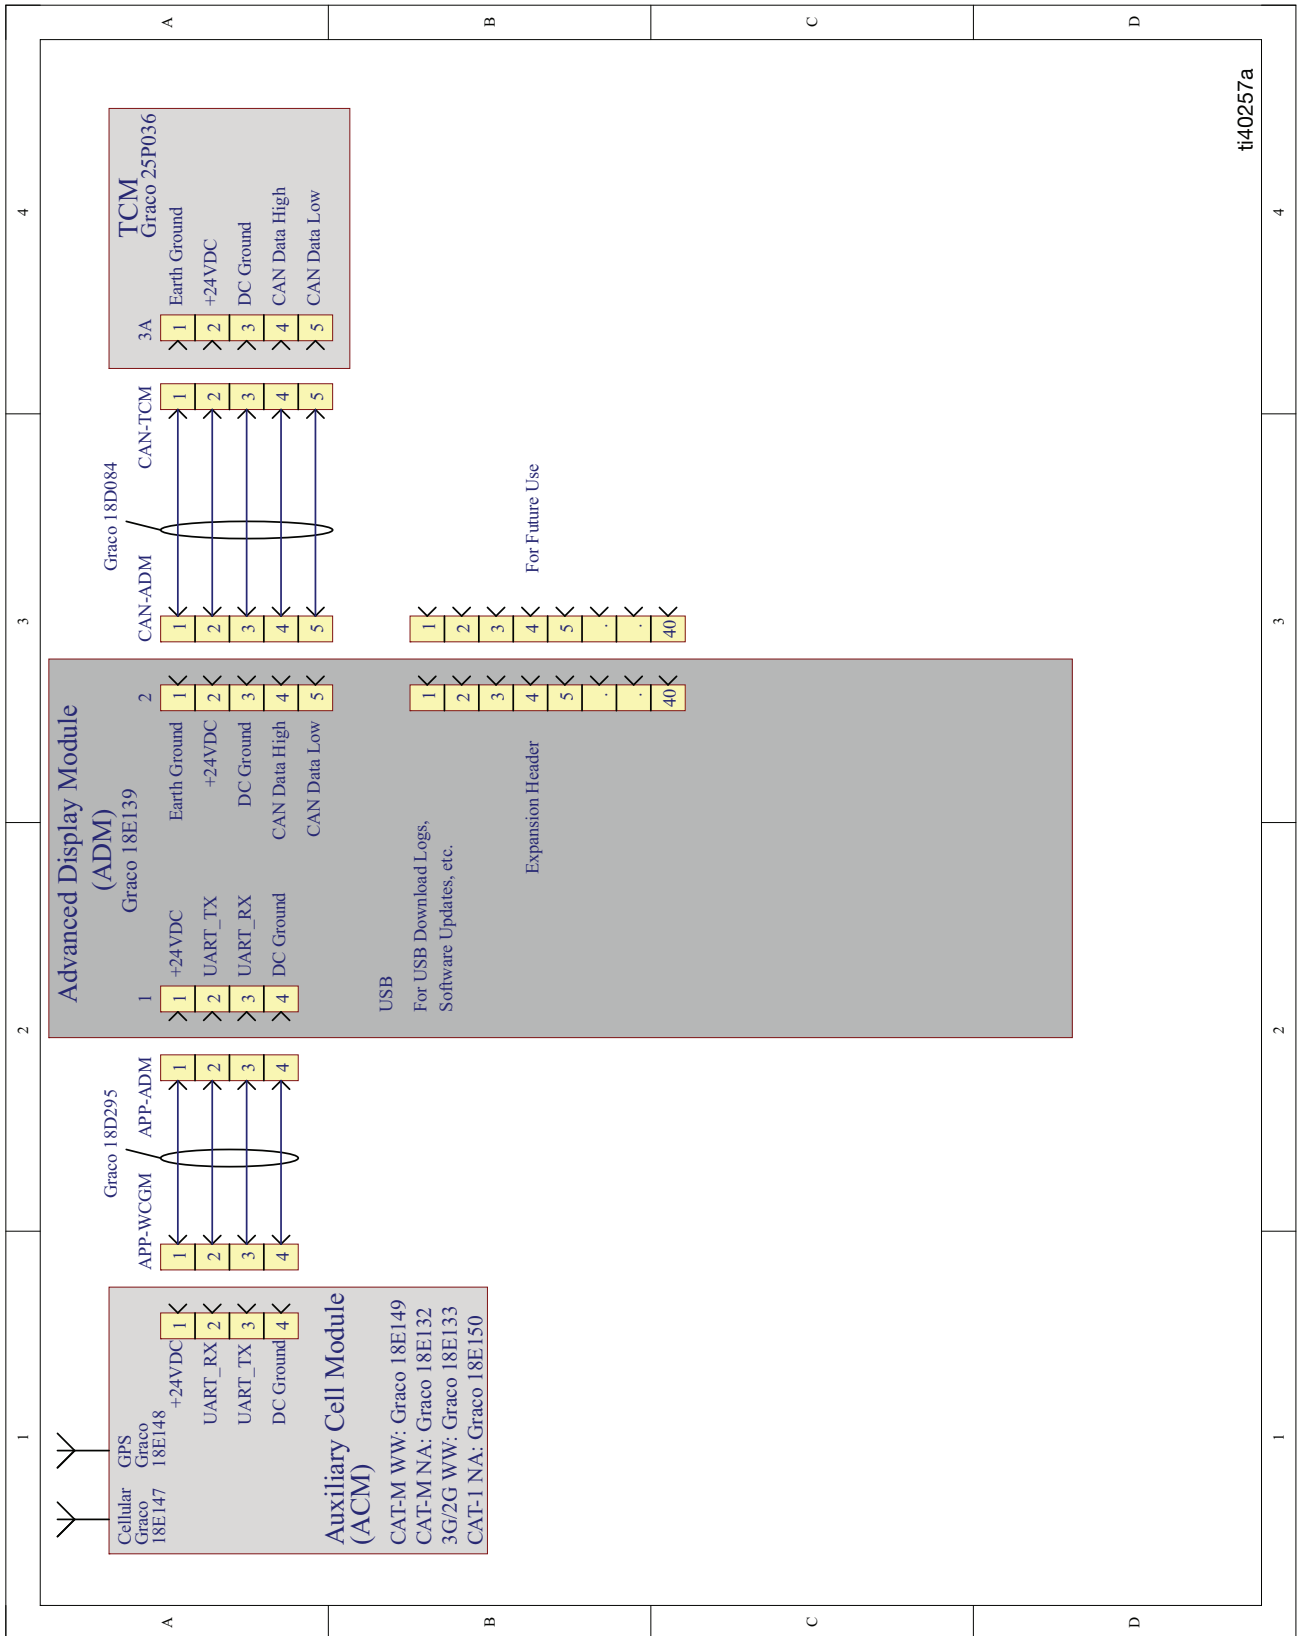 1
2
3
4
A
B
C
D
Cellular
Graco
18E147
GPS
Graco
18E148
+24VDC
UART_RX
UART_TX
DC Ground
1
2
3
4
Auxiliary Cell Module
(ACM)
CAT-M WW: Graco 18E149
CAT-M NA: Graco 18E132
3G/2G WW: Graco 18E133
CAT-1 NA: Graco 18E150
Graco 18D295
APP-WCGM
1
2
3
4
APP-ADM
1
2
3
4
Advanced Display Module
(ADM)
Graco 18E139
1
1
2
3
4
+24VDC
UART_TX
UART_RX
DC Ground
USB
For USB Download Logs,
Software Updates, etc.
2
Earth Ground
+24VDC
DC Ground
CAN Data High
CAN Data Low
1
2
3
4
5
Expansion Header
1
2
3
4
5
.
.
40
Graco 18D084
CAN-ADM
1
2
3
4
5
CAN-TCM
1
2
3
4
5
1
2
3
4
5
.
.
40
For Future Use
TCM
Graco 25P036
3A
1
2
3
4
5
Earth Ground
+24VDC
DC Ground
CAN Data High
CAN Data Low
ti40257a
A
B
C
D
1
2
3
4